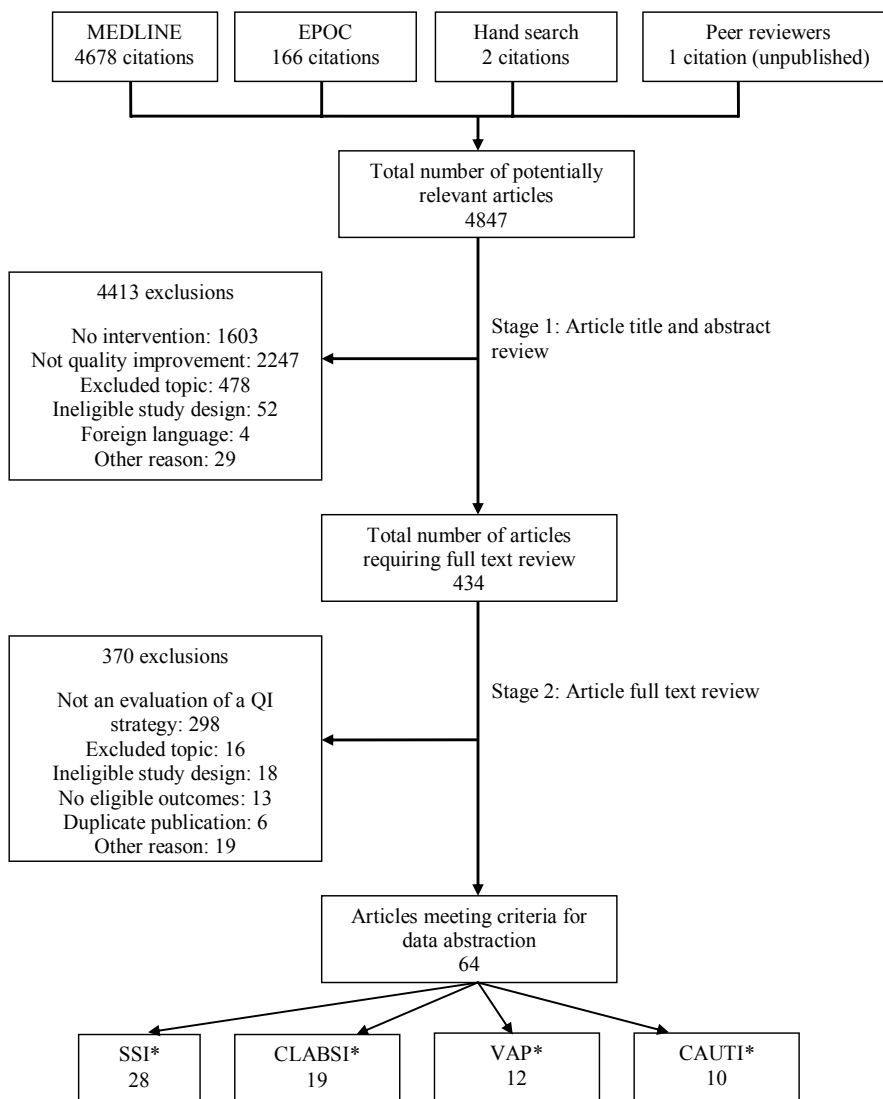 MEDLINE
4678 citations
EPOC
166 citations
Hand search
2 citations
Peer reviewers
1 citation (unpublished)
Total number of potentially
relevant articles
4847
4413 exclusions
No intervention: 1603
Not quality improvement: 2247
Excluded topic: 478
Ineligible study design: 52
Foreign language: 4
Other reason: 29
Stage 1: Article title and abstract
review
Total number of articles
requiring full text review
434
370 exclusions
Not an evaluation of a QI
strategy: 298
Excluded topic: 16
Ineligible study design: 18
No eligible outcomes: 13
Duplicate publication: 6
Other reason: 19
Stage 2: Article full text review
Articles meeting criteria for
data abstraction
64
SSI*
28
CLABSI*
19
VAP*
12
CAUTI*
10